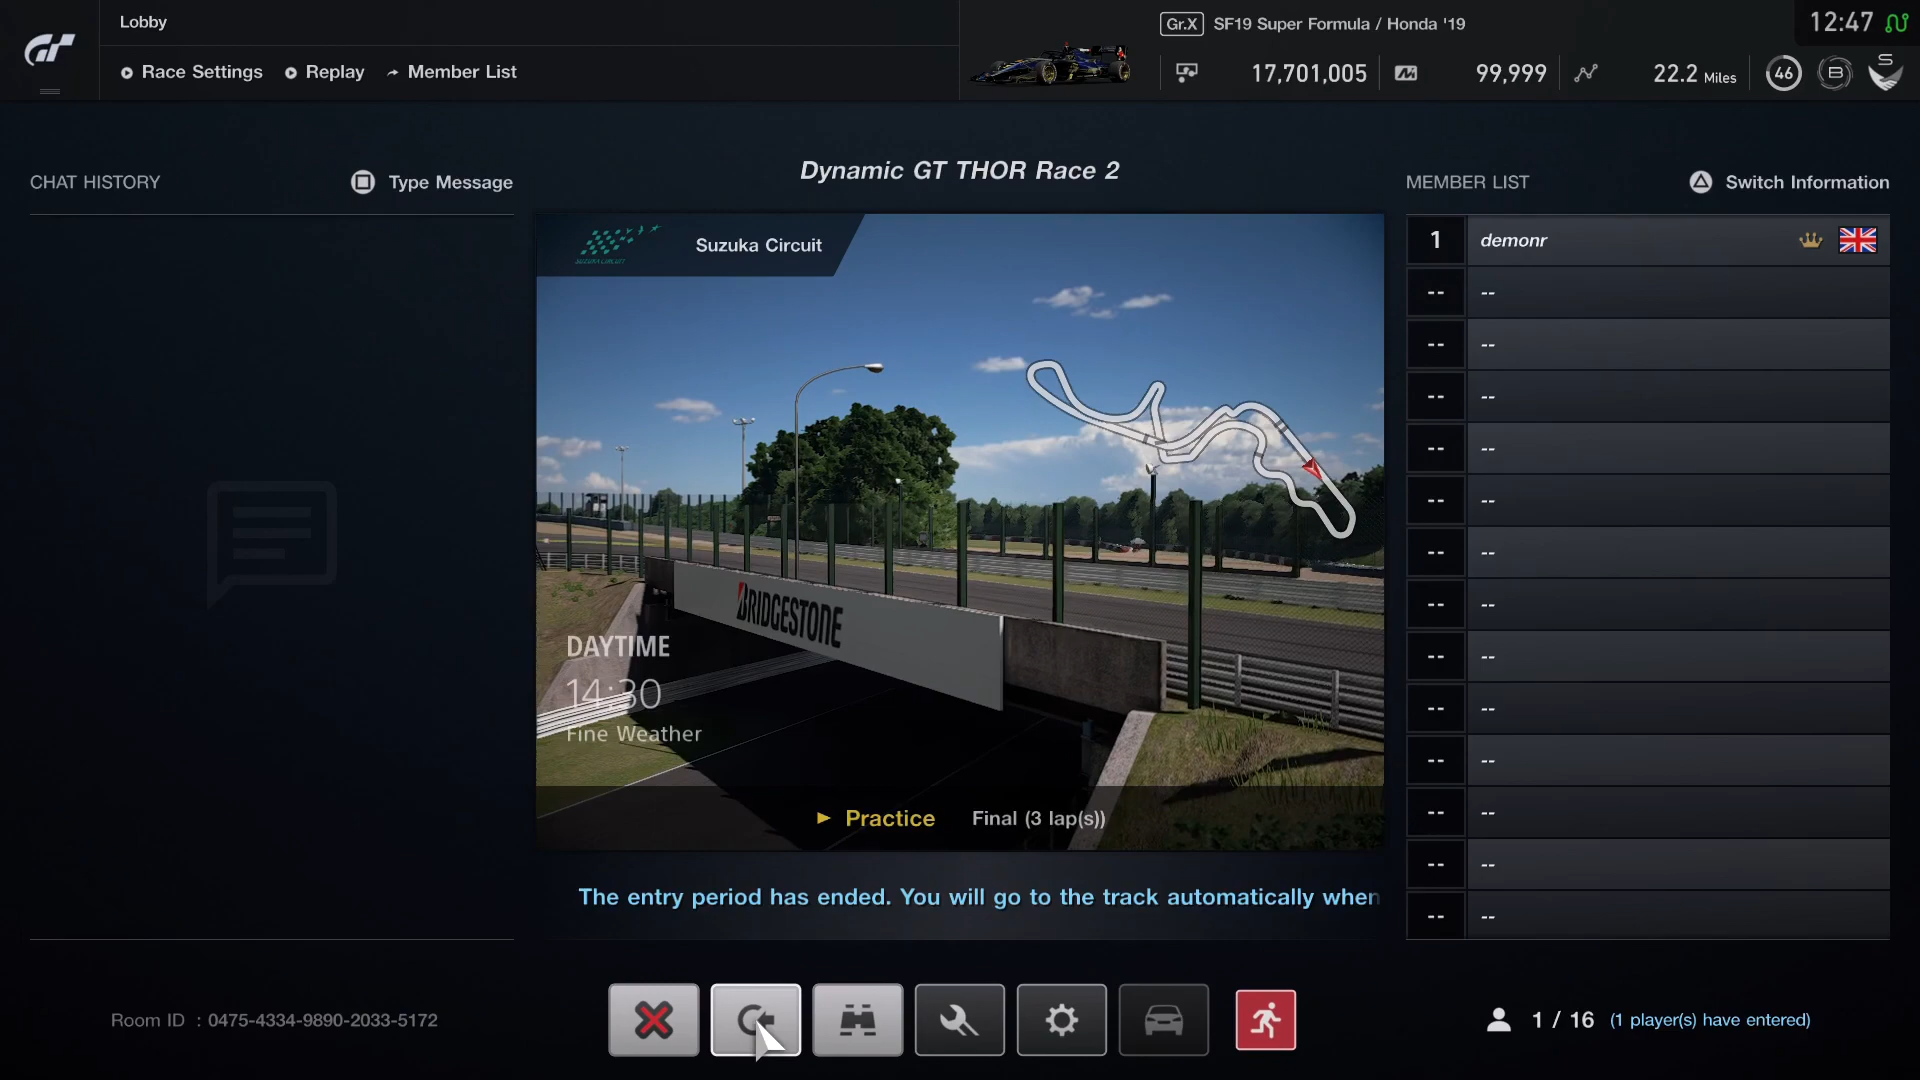 Lobby
Race Settings
Replay
Member List
Gr.X SF19 Super Formula / Honda '19
17,701,005
99,999
22.2 Miles
46
B
S
12:47
CHAT HISTORY
Type Message
Dynamic GT THOR Race 2
Suzuka Circuit
SUZUKA CIRCUIT
BRIDGESTONE
DAYTIME
14:30
Fine Weather
Practice Final (3 lap(s))
The entry period has ended. You will go to the track automatically when
MEMBER LIST
Switch Information
1 demonr
-- --
-- --
-- --
-- --
-- --
-- --
-- --
-- --
-- --
-- --
-- --
-- --
-- --
Room ID : 0475-4334-9890-2033-5172
1 / 16 (1 player(s) have entered)